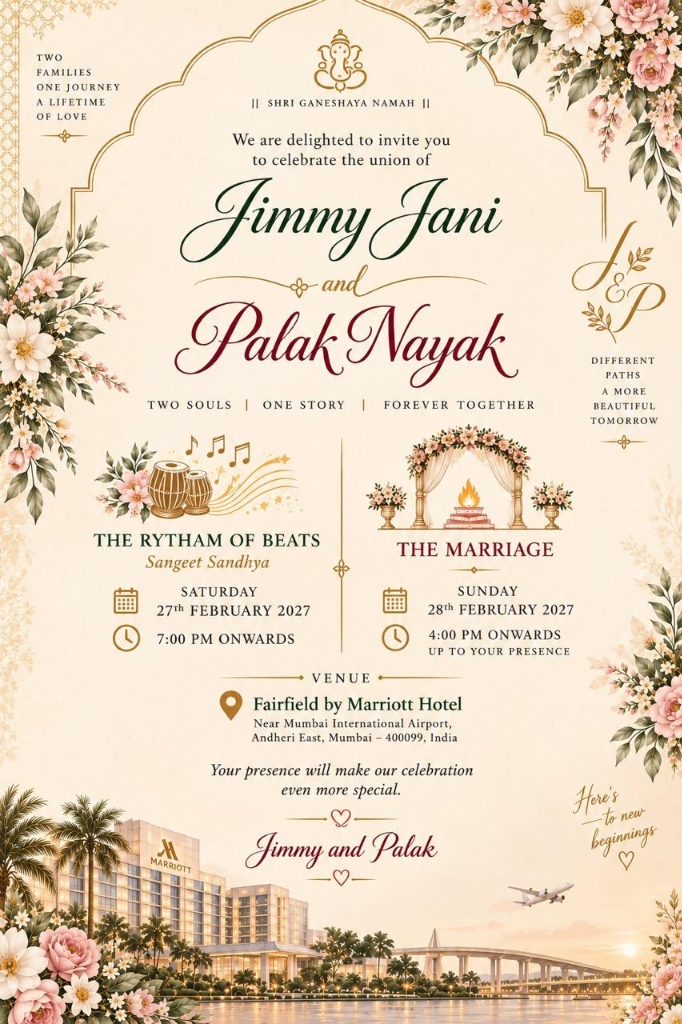 TWO
FAMILIES
ONE JOURNEY
A LIFETIME
OF LOVE
|| SHRI GANESHAYA NAMAH ||
We are delighted to invite you
to celebrate the union of
Jimmy Jani
and
Palak Nayak
J & P
DIFFERENT
PATHS
A MORE
BEAUTIFUL
TOMORROW
TWO SOULS | ONE STORY | FOREVER TOGETHER
THE RYTHAM OF BEATS
Sangeet Sandhya
SATURDAY
27th FEBRUARY 2027
7:00 PM ONWARDS
THE MARRIAGE
SUNDAY
28th FEBRUARY 2027
4:00 PM ONWARDS
UP TO YOUR PRESENCE
VENUE
Fairfield by Marriott Hotel
Near Mumbai International Airport,
Andheri East, Mumbai – 400099, India
Your presence will make our celebration
even more special.
Jimmy and Palak
Here's
to new
beginnings
MARRIOTT